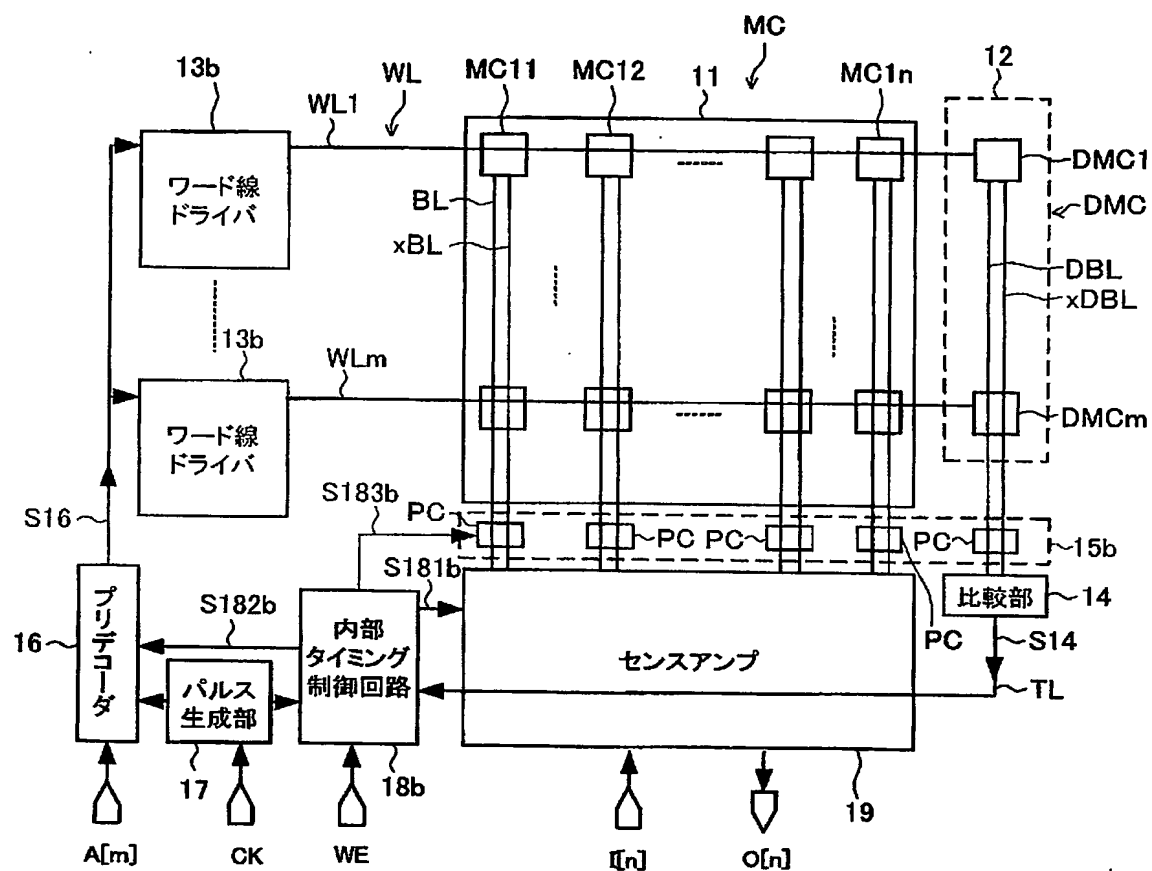 MC
13b
WL
MC11
MC12
11
MC1n
12
WL1
ワード線
ドライバ
DMC1
DMC
BL
xBL
DBL
xDBL
13b
WLm
ワード線
ドライバ
DMCm
S16
S183b
PC
PC
PC
PC
15b
S181b
プリデコーダ
16
S182b
内部
タイミング
制御回路
センスアンプ
比較部
14
PC
S14
TL
パルス
生成部
17
18b
19
A[m]
CK
WE
I[n]
O[n]